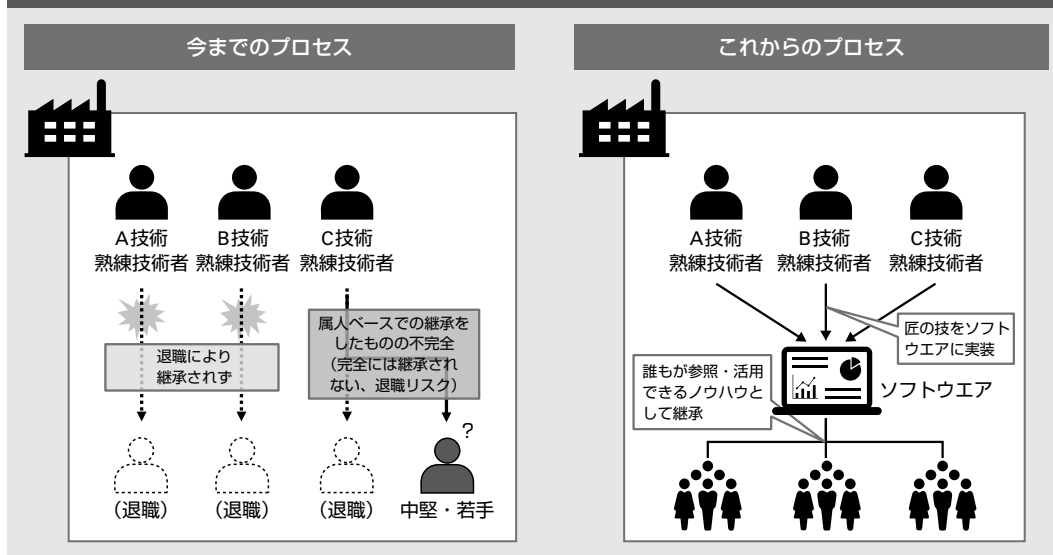 今までのプロセス
A技術
熟練技術者
B技術
熟練技術者
C技術
熟練技術者
退職により
継承されず
属人ベースでの継承を
したものの不完全
(完全には継承され
ない、退職リスク)
?
(退職)
(退職)
(退職)
中堅・若手
これからのプロセス
A技術
熟練技術者
B技術
熟練技術者
C技術
熟練技術者
匠の技をソフト
ウエアに実装
誰もが参照・活用
できるノウハウと
して継承
ソフトウエア